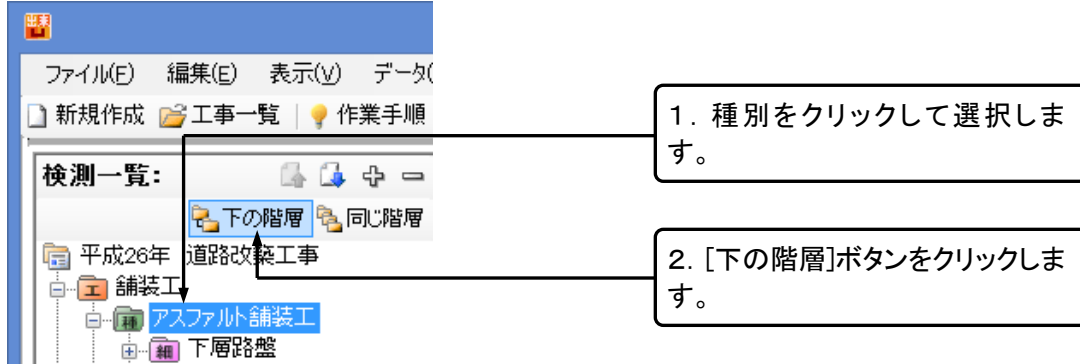 出来
ファイル(F) 編集(E) 表示(V) データ(
新規作成 工事一覧 作業手順
検測一覧:
下の階層 同じ階層
平成26年 道路改築工事
工 舗装工
種 アスファルト舗装工
細 下層路盤
1. 種別をクリックして選択しま
す。
2. [下の階層]ボタンをクリックしま
す。